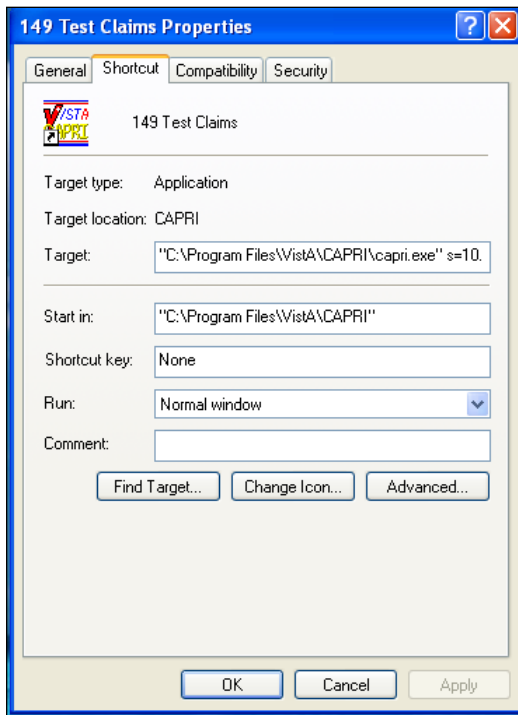 149 Test Claims Properties
General Shortcut Compatibility Security
VISTA
CAPRI
149 Test Claims
Target type: Application
Target location: CAPRI
Target: "C:\Program Files\VistA\CAPRI\capri.exe" s=10.
Start in: "C:\Program Files\VistA\CAPRI"
Shortcut key: None
Run: Normal window
Comment:
Find Target... Change Icon... Advanced...
OK Cancel Apply